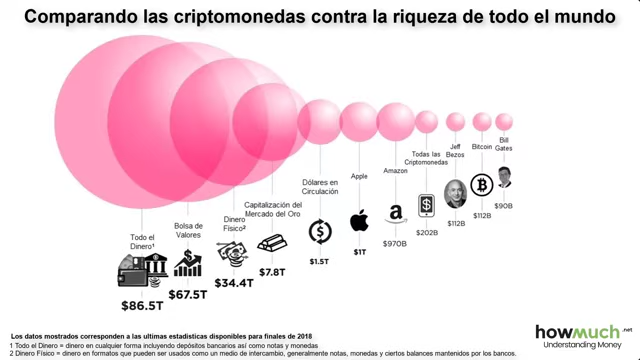 Comparando las criptomonedas contra la riqueza de todo el mundo
Todo el
Dinero¹
$86.5T
Bolsa de
Valores
$67.5T
Dinero
Físico²
$34.4T
Capitalización del
Mercado del Oro
$7.8T
Dólares en
Circulación
$1.5T
Apple
$1T
Amazon
$970B
Todas las
Criptomonedas
$202B
Jeff
Bezos
$112B
Bitcoin
$112B
Bill
Gates
$90B
Los datos mostrados corresponden a las ultimas estadisticas disponibles para finales de 2018
1 Todo el Dinero = dinero en cualquier forma incluyendo depósitos bancarios así como notas y monedas
2 Dinero Físico = dinero en formatos que pueden ser usados como un medio de intercambio, generalmente notas, monedas y ciertos balances mantenidos por los bancos.
howmuch.net
Understanding Money